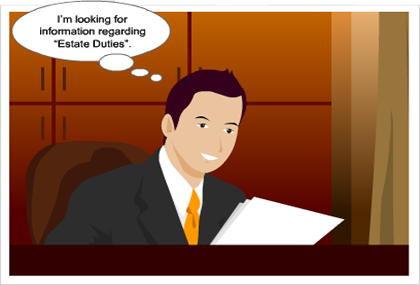 I'm looking for
information regarding
“Estate Duties”.